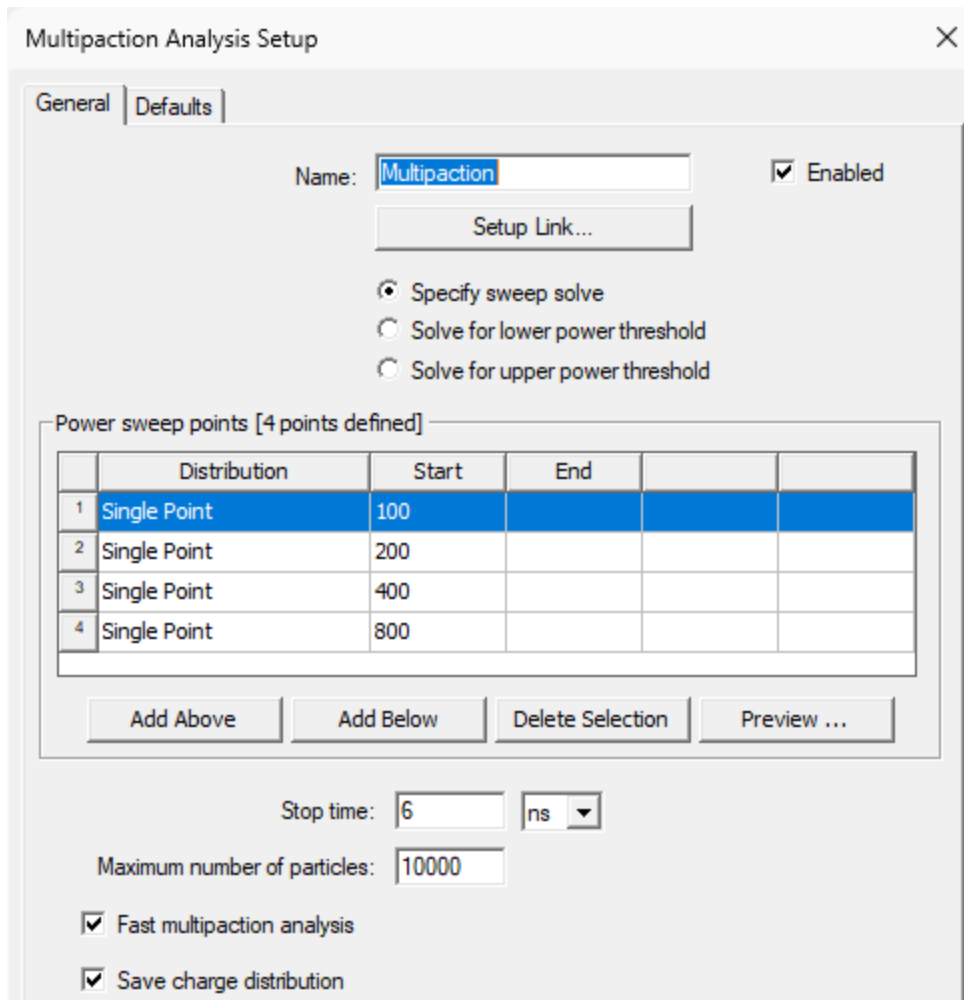 Multipaction Analysis Setup
General Defaults
Name: Multipaction Enabled
Setup Link...
Specify sweep solve
Solve for lower power threshold
Solve for upper power threshold
Power sweep points [4 points defined]
Distribution Start End
1 Single Point 100
2 Single Point 200
3 Single Point 400
4 Single Point 800
Add Above Add Below Delete Selection Preview ...
Stop time: 6 ns
Maximum number of particles: 10000
Fast multipaction analysis
Save charge distribution